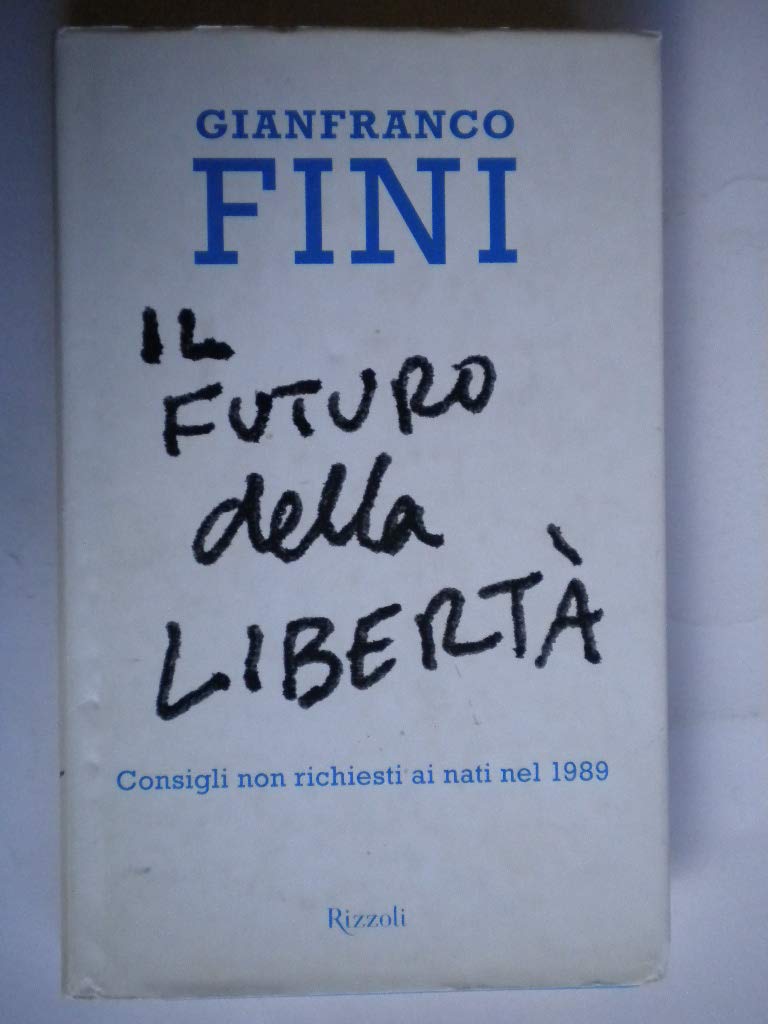 GIANFRANCO
FINI
IL
FUTURO
della
LIBERTÀ
Consigli non richiesti ai nati nel 1989
Rizzoli